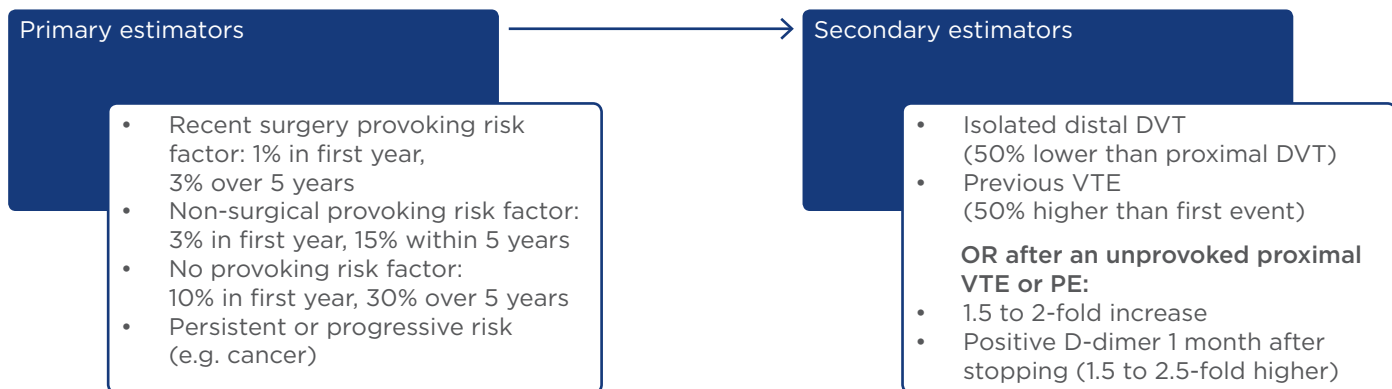 Primary estimators
• Recent surgery provoking risk
factor: 1% in first year,
3% over 5 years
• Non-surgical provoking risk factor:
3% in first year, 15% within 5 years
• No provoking risk factor:
10% in first year, 30% over 5 years
• Persistent or progressive risk
(e.g. cancer)
Secondary estimators
• Isolated distal DVT
(50% lower than proximal DVT)
• Previous VTE
(50% higher than first event)
OR after an unprovoked proximal
VTE or PE:
• 1.5 to 2-fold increase
• Positive D-dimer 1 month after
stopping (1.5 to 2.5-fold higher)